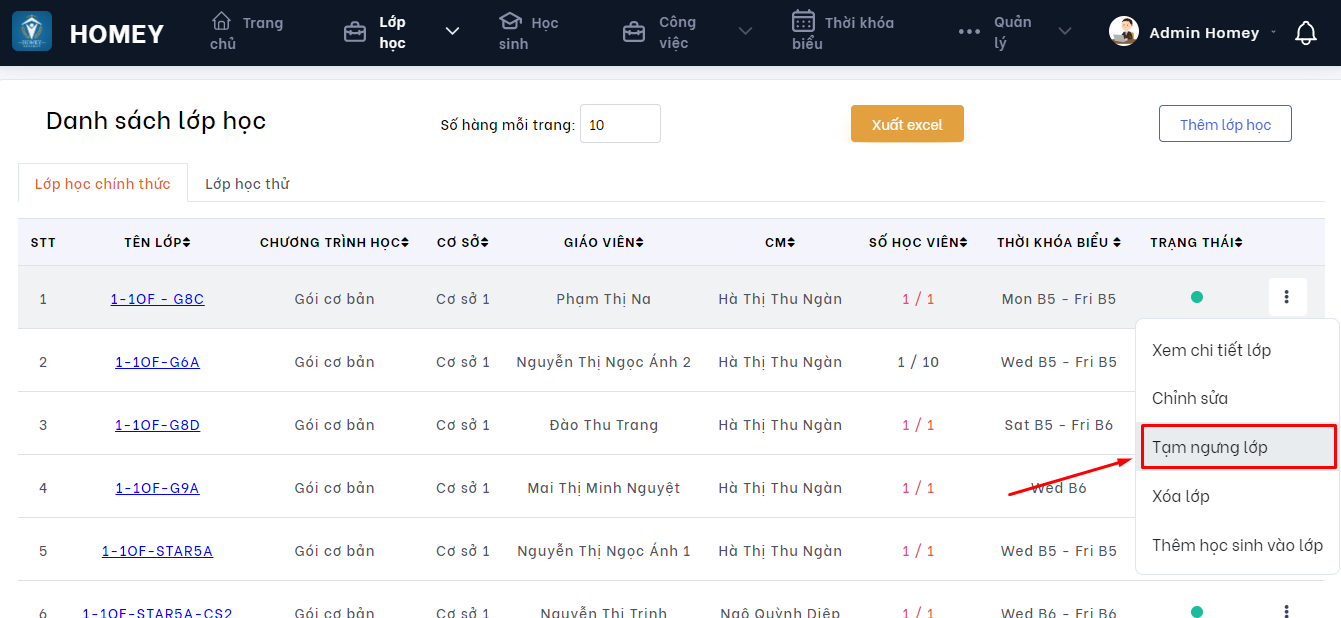 HOMEY
Trang chủ
Lớp học
Học sinh
Công việc
Thời khóa biểu
Quản lý
Admin Homey
Danh sách lớp học
Số hàng mỗi trang: 10
Xuất excel
Thêm lớp học
Lớp học chính thức
Lớp học thử
STT TÊN LỚP CHƯƠNG TRÌNH HỌC CƠ SỞ GIÁO VIÊN CM SỐ HỌC VIÊN THỜI KHÓA BIỂU TRẠNG THÁI
1 1-1OF - G8C Gói cơ bản Cơ sở 1 Phạm Thị Na Hà Thị Thu Ngàn 1 / 1 Mon B5 - Fri B5
2 1-1OF-G6A Gói cơ bản Cơ sở 1 Nguyễn Thị Ngọc Ánh 2 Hà Thị Thu Ngàn 1 / 10 Wed B5 - Fri B5
3 1-1OF-G8D Gói cơ bản Cơ sở 1 Đào Thu Trang Hà Thị Thu Ngàn 1 / 1 Sat B5 - Fri B6
4 1-1OF-G9A Gói cơ bản Cơ sở 1 Mai Thị Minh Nguyệt Hà Thị Thu Ngàn 1 / 1 Wed B6
5 1-1OF-STAR5A Gói cơ bản Cơ sở 1 Nguyễn Thị Ngọc Ánh 1 Hà Thị Thu Ngàn 1 / 1 Wed B5 - Fri B5
6 1-1OF-STAR5A-CS2 Gói cơ bản Cơ sở 1 Nguyễn Thị Trinh Ngô Quỳnh Diệp 1 / 1 Wed B6 - Fri B6
Xem chi tiết lớp
Chỉnh sửa
Tạm ngưng lớp
Xóa lớp
Thêm học sinh vào lớp